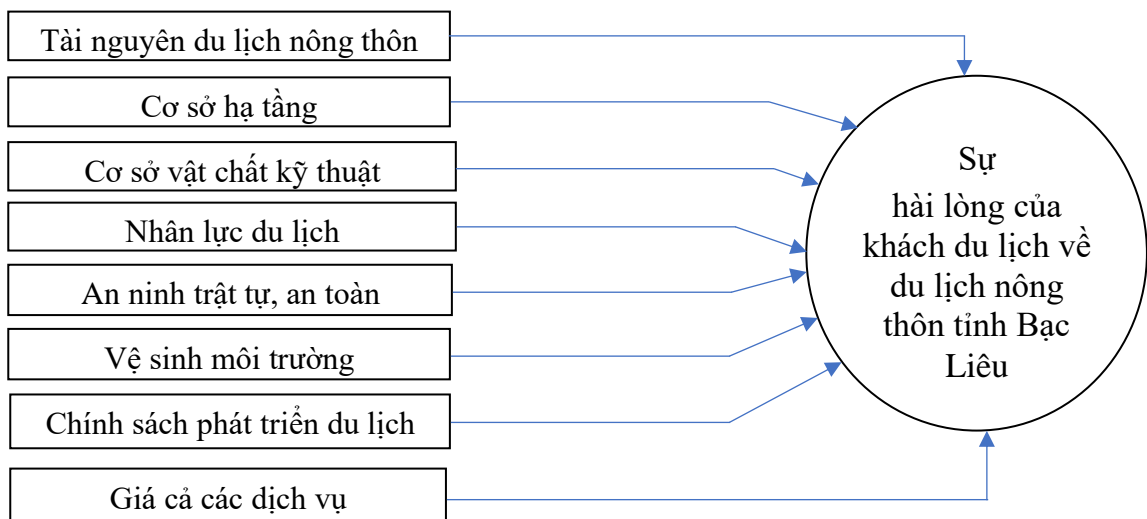 Tài nguyên du lịch nông thôn
Cơ sở hạ tầng
Cơ sở vật chất kỹ thuật
Nhân lực du lịch
An ninh trật tự, an toàn
Vệ sinh môi trường
Chính sách phát triển du lịch
Giá cả các dịch vụ
Sự
hài lòng của
khách du lịch về
du lịch nông
thôn tỉnh Bạc
Liêu